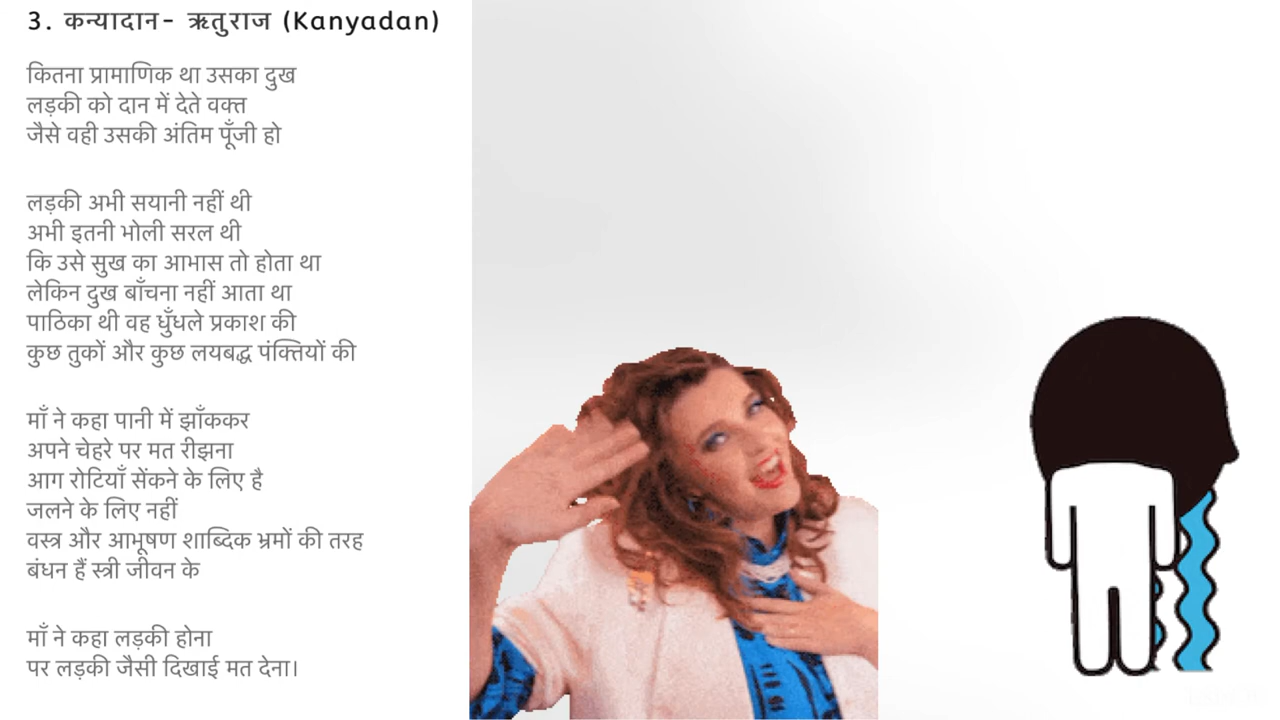 3. कन्यादान- ऋतुराज (Kanyadan)
कितना प्रामाणिक था उसका दुख
लड़की को दान में देते वक्त
जैसे वही उसकी अंतिम पूँजी हो
लड़की अभी सयानी नहीं थी
अभी इतनी भोली सरल थी
कि उसे सुख का आभास तो होता था
लेकिन दुख बाँचना नहीं आता था
पाठिका थी वह धुँधले प्रकाश की
कुछ तुकों और कुछ लयबद्ध पंक्तियों की
माँ ने कहा पानी में झाँककर
अपने चेहरे पर मत रीझना
आग रोटियाँ सेंकने के लिए है
जलने के लिए नहीं
वस्त्र और आभूषण शाब्दिक भ्रमों की तरह
बंधन हैं स्त्री जीवन के
माँ ने कहा लड़की होना
पर लड़की जैसी दिखाई मत देना।